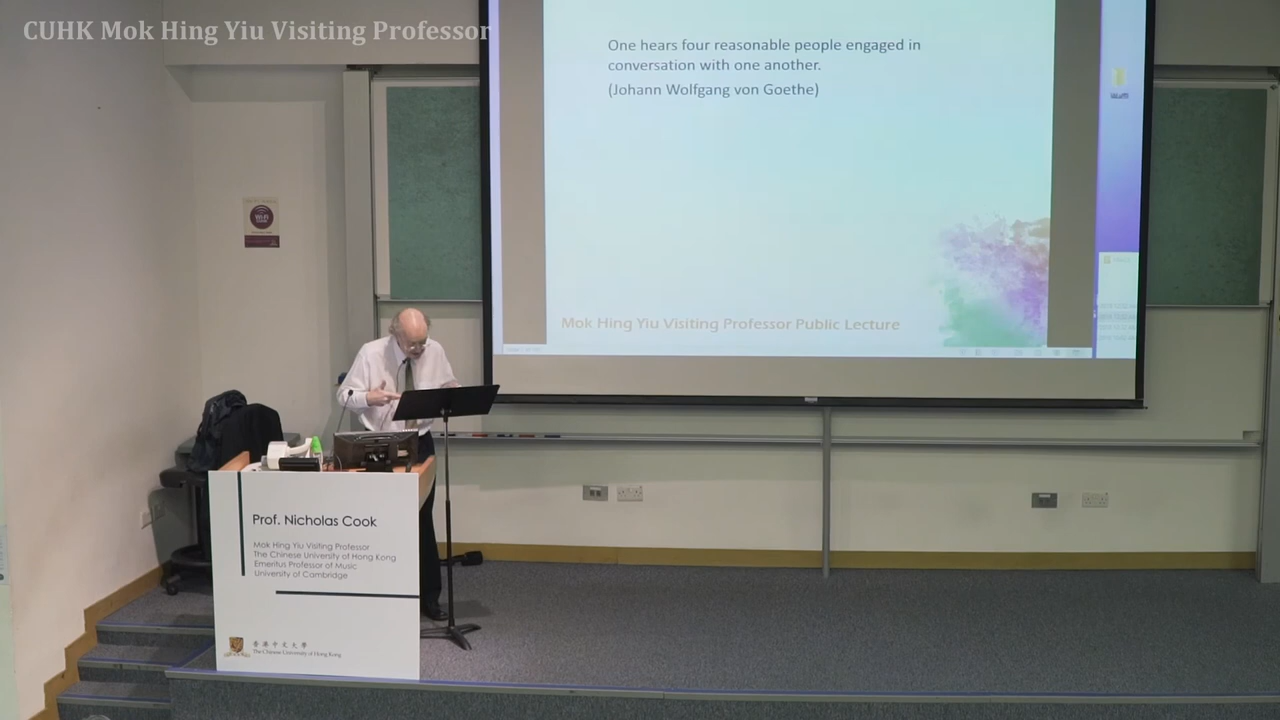 CUHK Mok Hing Yiu Visiting Professor
One hears four reasonable people engaged in
conversation with one another.
(Johann Wolfgang von Goethe)
Mok Hing Yiu Visiting Professor Public Lecture
Prof. Nicholas Cook
Mok Hing Yiu Visiting Professor
The Chinese University of Hong Kong
Emeritus Professor of Music
University of Cambridge
香港中文大學
The Chinese University of Hong Kong